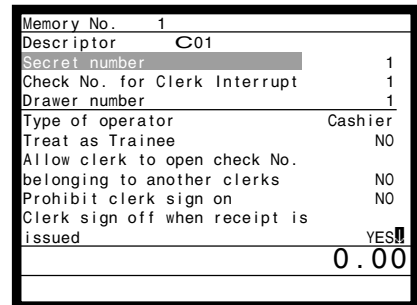 Memory No. 1
Descriptor C01
Secret number 1
Check No. for Clerk Interrupt 1
Drawer number 1
Type of operator Cashier
Treat as Trainee NO
Allow clerk to open check No.
belonging to another clerks NO
Prohibit clerk sign on NO
Clerk sign off when receipt is
issued YES
0.00